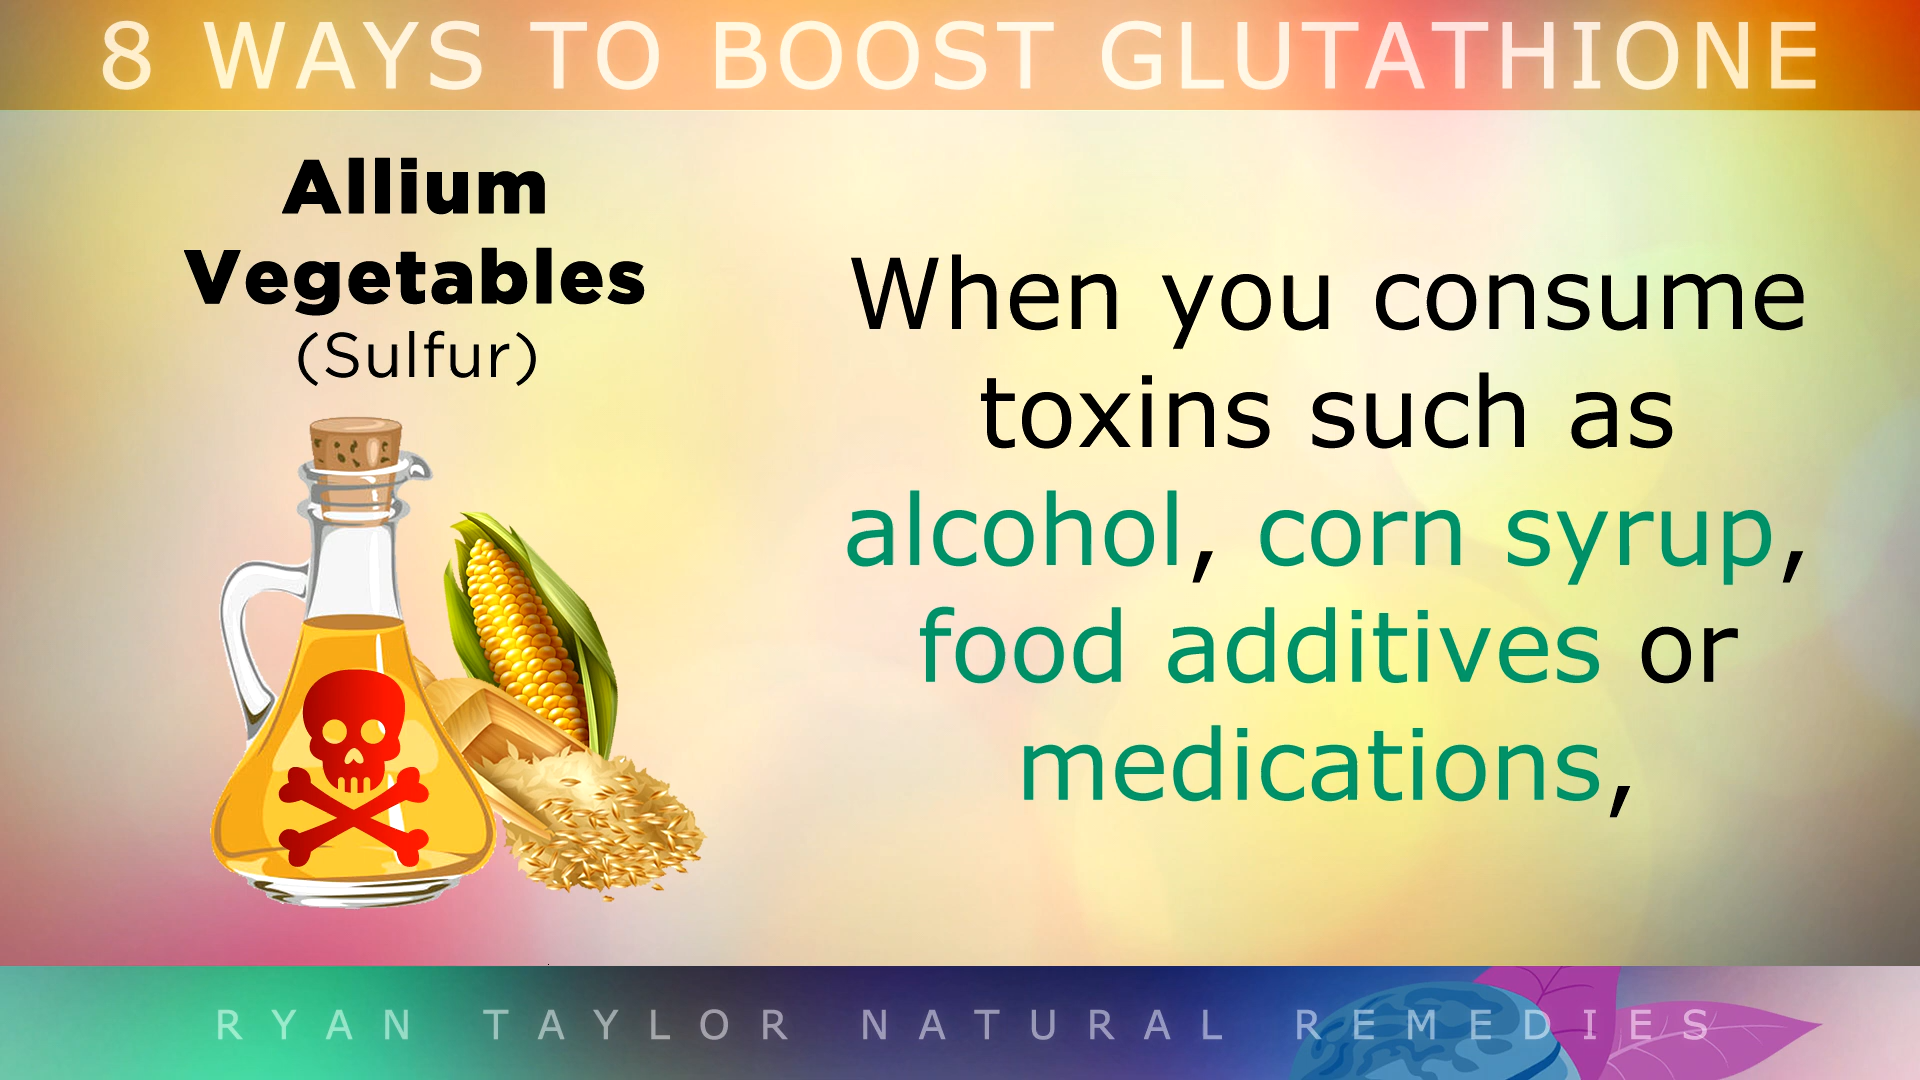 8 WAYS TO BOOST GLUTATHIONE
Allium
Vegetables
(Sulfur)
When you consume
toxins such as
alcohol, corn syrup,
food additives or
medications,
RYAN TAYLOR NATURAL REMEDIES